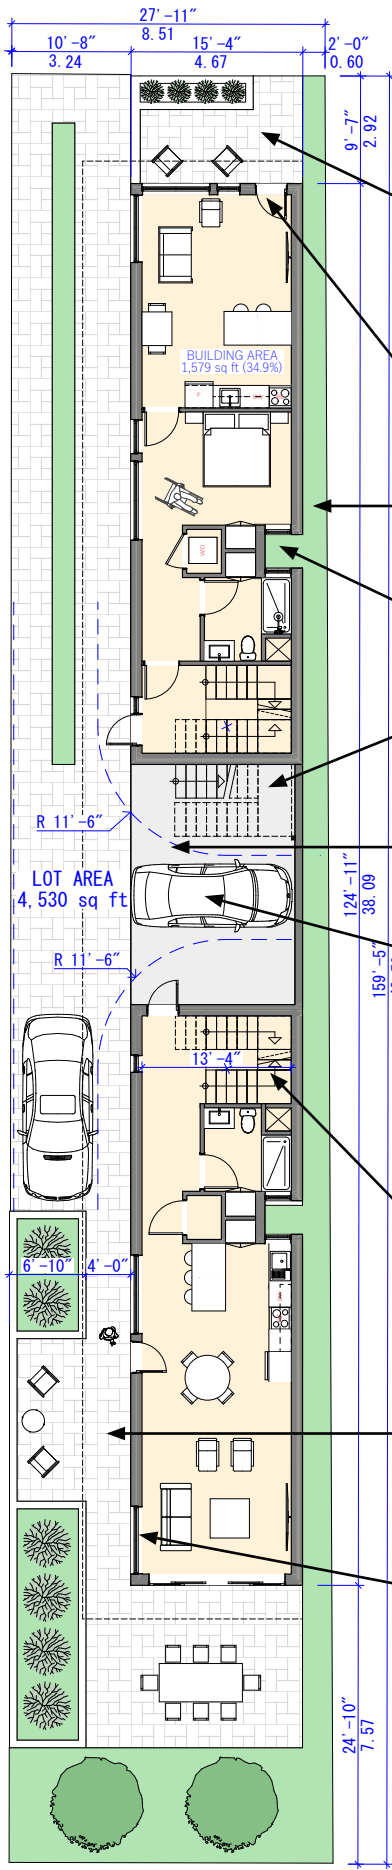 27'-11"
8.51
10'-8"
3.24
15'-4"
4.67
2'-0"
0.60
9'-7"
2.92
BUILDING AREA
1,579 sq ft (34.9%)
F
DW
WD
R 11'-6"
LOT AREA
4,530 sq ft
124'-11"
38.09
159'-5"
R 11'-6"
13'-4"
6'-10"
4'-0"
DW
24'-10"
7.57